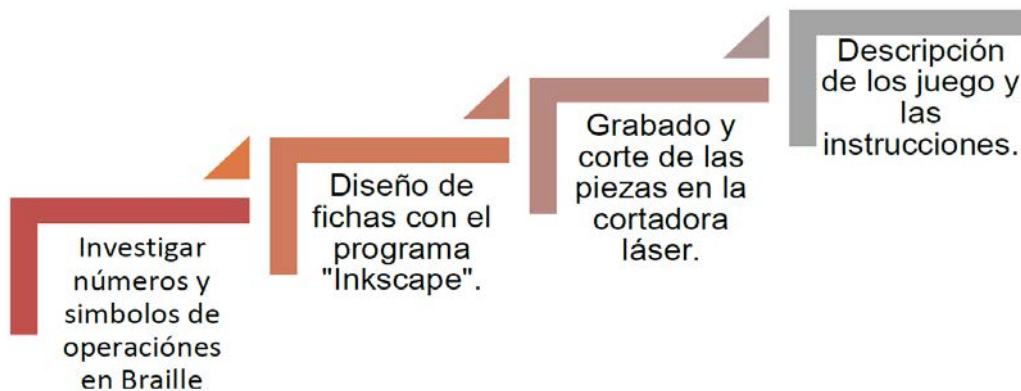 Investigar
números y
simbolos de
operaciónes
en Braille
Diseño de
fichas con el
programa
"Inkscape".
Grabado y
corte de las
piezas en la
cortadora
láser.
Descripción
de los juego y
las
instrucciones.